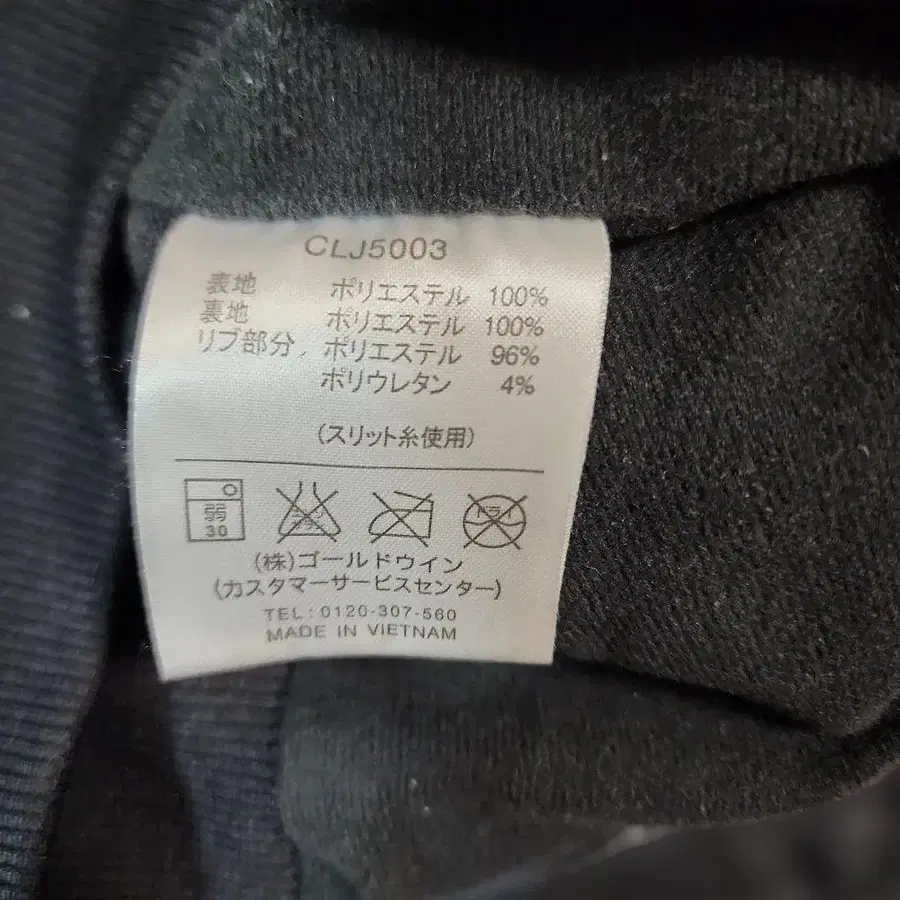 CLJ5003
表地 ポリエステル 100%
裏地 ポリエステル 100%
リブ部分 ポリエステル 96%
ポリウレタン 4%
(スリット糸使用)
弱
30
ドライ
(株)ゴールドウイン
(カスタマーサービスセンター)
TEL:0120-307-560
MADE IN VIETNAM